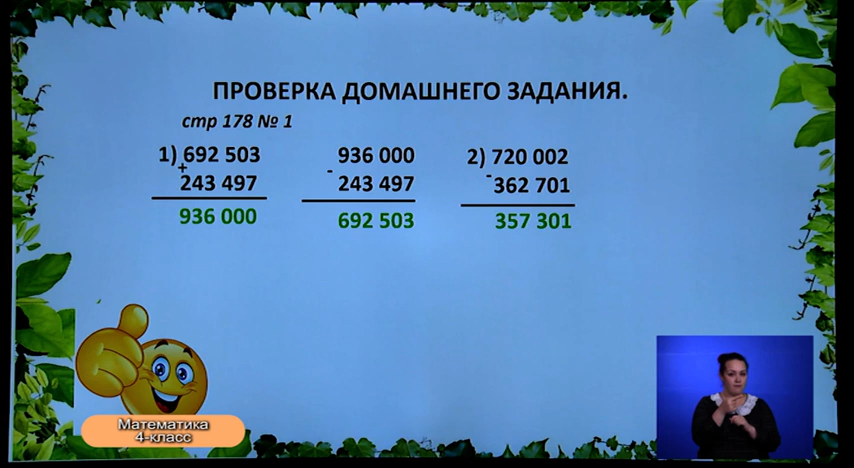 ПРОВЕРКА ДОМАШНЕГО ЗАДАНИЯ.
стр 178 № 1
1) 692 503
+
243 497
936 000
936 000
-
243 497
692 503
2) 720 002
-
362 701
357 301
Математика
4-класс